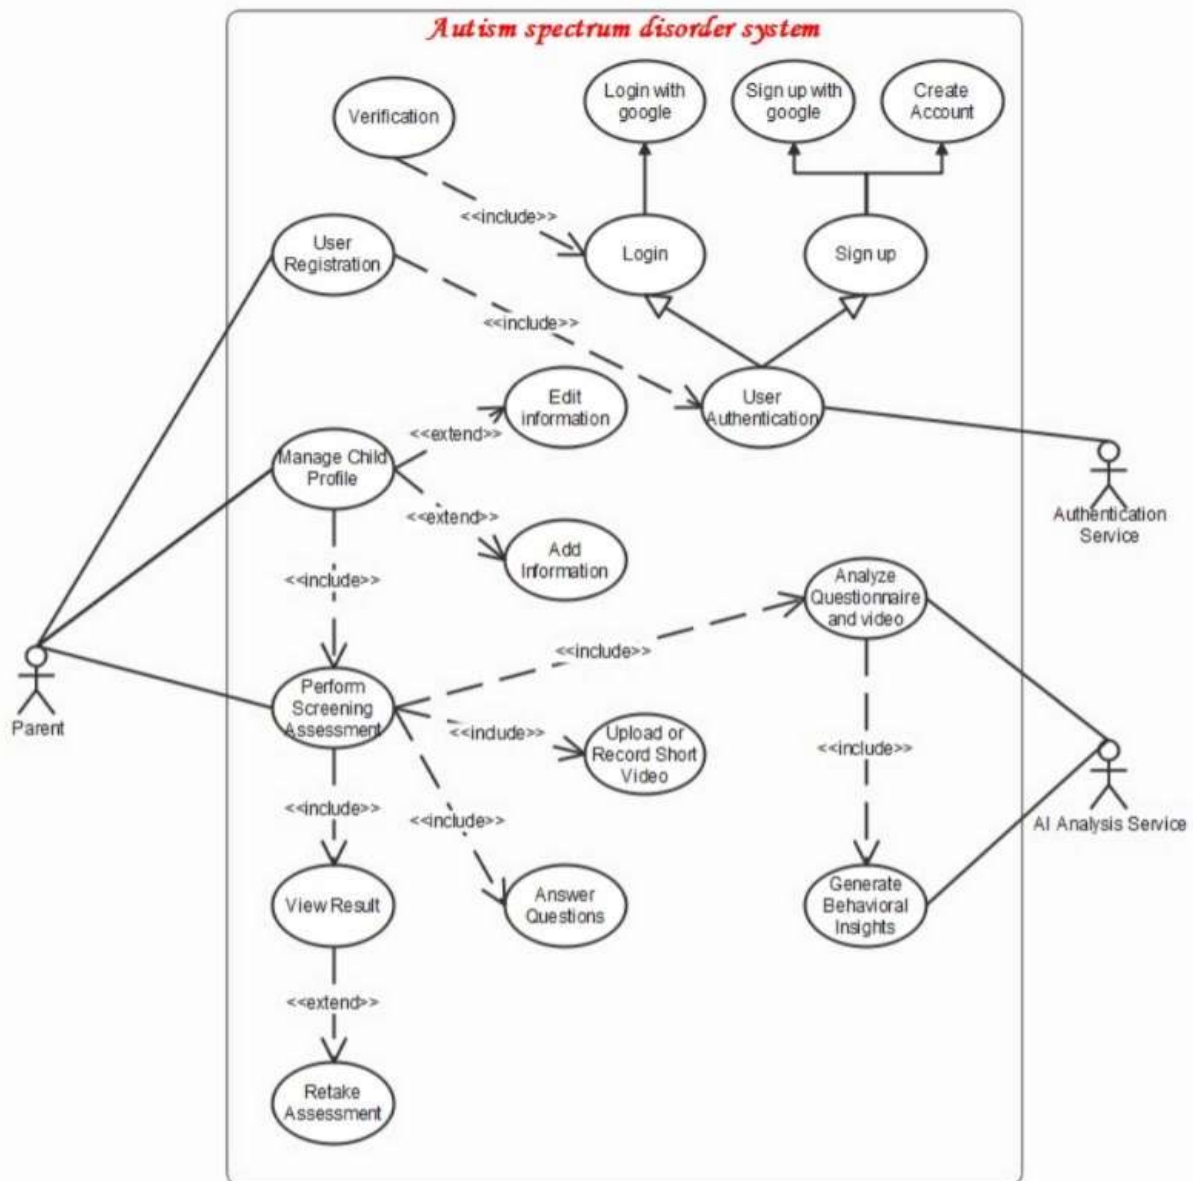 Autism spectrum disorder system
Login with
google
Sign up with
google
Create
Account
Verification
<<include>>
User
Registration
Login
Sign up
<<include>>
Edit
information
User
Authentication
<<extend>>
Manage Child
Profile
<<extend>>
Authentication
Service
Add
Information
<<include>>
Analyze
Questionnaire
and video
<<include>>
Parent
Perform
Screening
Assessment
<<include>>
Upload or
Record Short
Video
<<include>>
<<include>>
<<include>>
AI Analysis Service
View Result
Answer
Questions
Generate
Behavioral
Insights
<<extend>>
Retake
Assessment